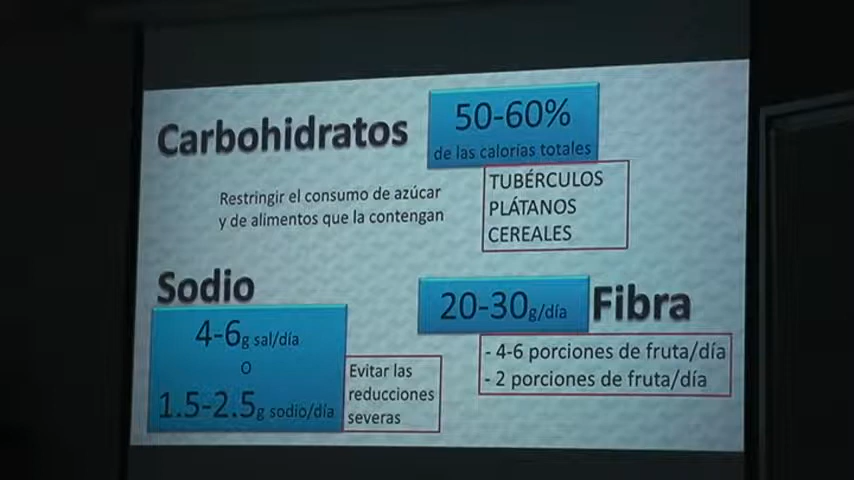 Carbohidratos
50-60%
de las calorías totales
Restringir el consumo de azúcar
y de alimentos que la contengan
TUBÉRCULOS
PLÁTANOS
CEREALES
Sodio
4-6g sal/día
O
1.5-2.5g sodio/día
Evitar las
reducciones
severas
20-30g/día
Fibra
- 4-6 porciones de fruta/día
- 2 porciones de fruta/día